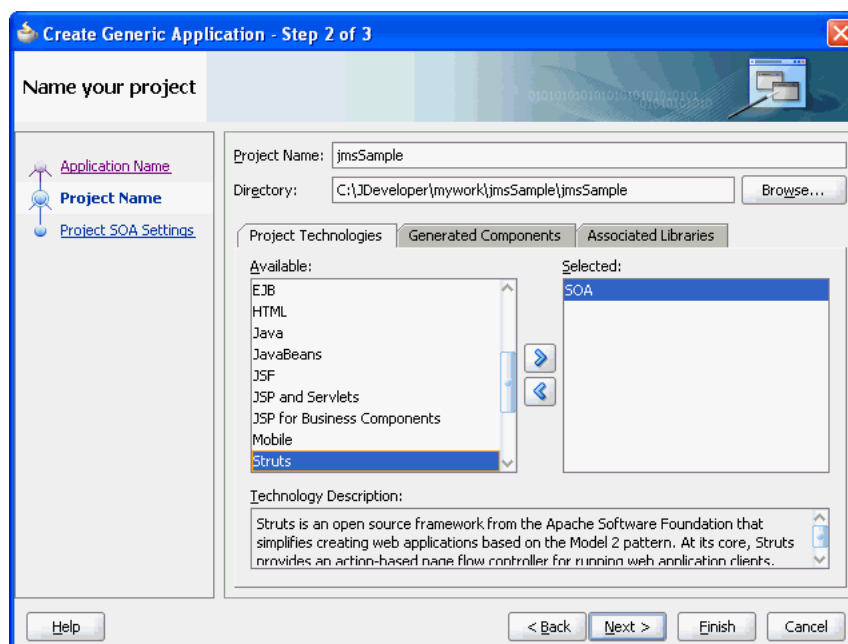 Create Generic Application - Step 2 of 3
Name your project
Application Name
Project Name
Project SOA Settings
Project Name: jmsSample
Directory: C:\JDeveloper\mywork\jmsSample\jmsSample Browse...
Project Technologies Generated Components Associated Libraries
Available: Selected:
EJB SOA
HTML
Java
JavaBeans
JSF
JSP and Servlets
JSP for Business Components
Mobile
Struts
Technology Description:
Struts is an open source framework from the Apache Software Foundation that
simplifies creating web applications based on the Model 2 pattern. At its core, Struts
provides an action-based page flow controller for running web application clients.
Help < Back Next > Finish Cancel